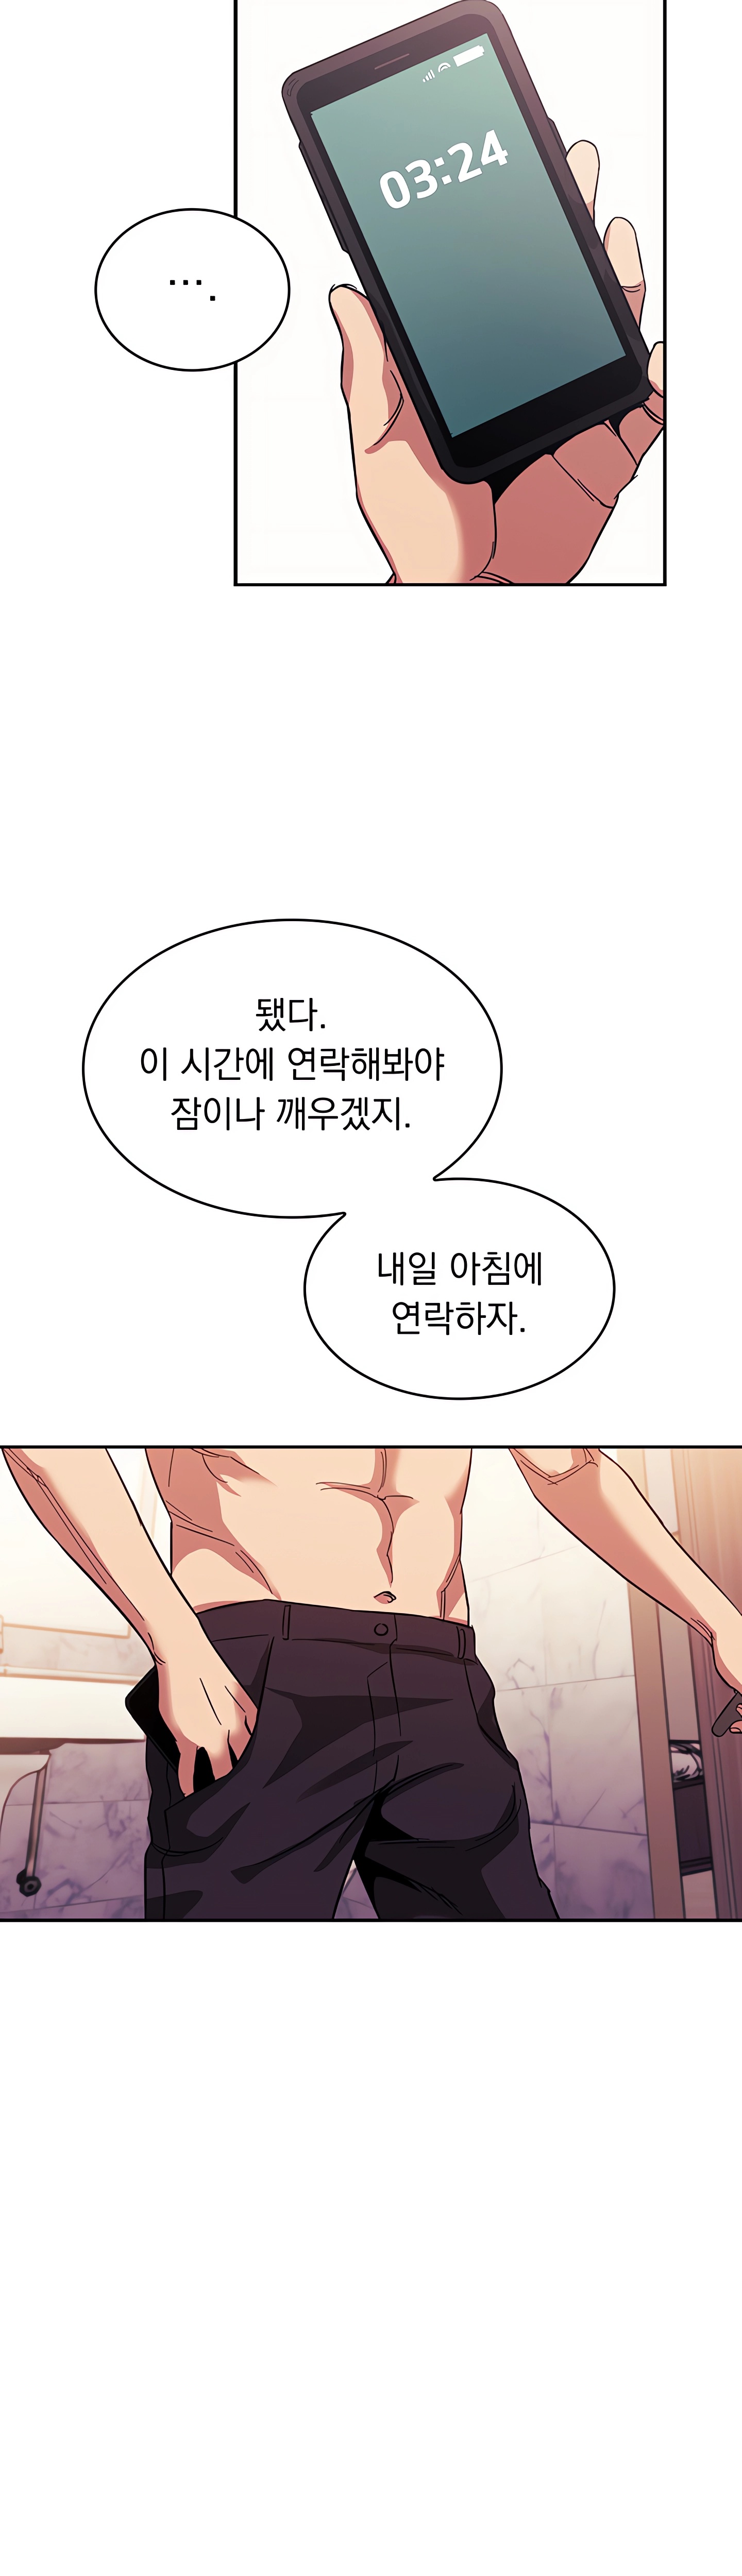 03:24
....
됐다.
이 시간에 연락해봐야
잠이나 깨우겠지.
내일 아침에
연락하자.